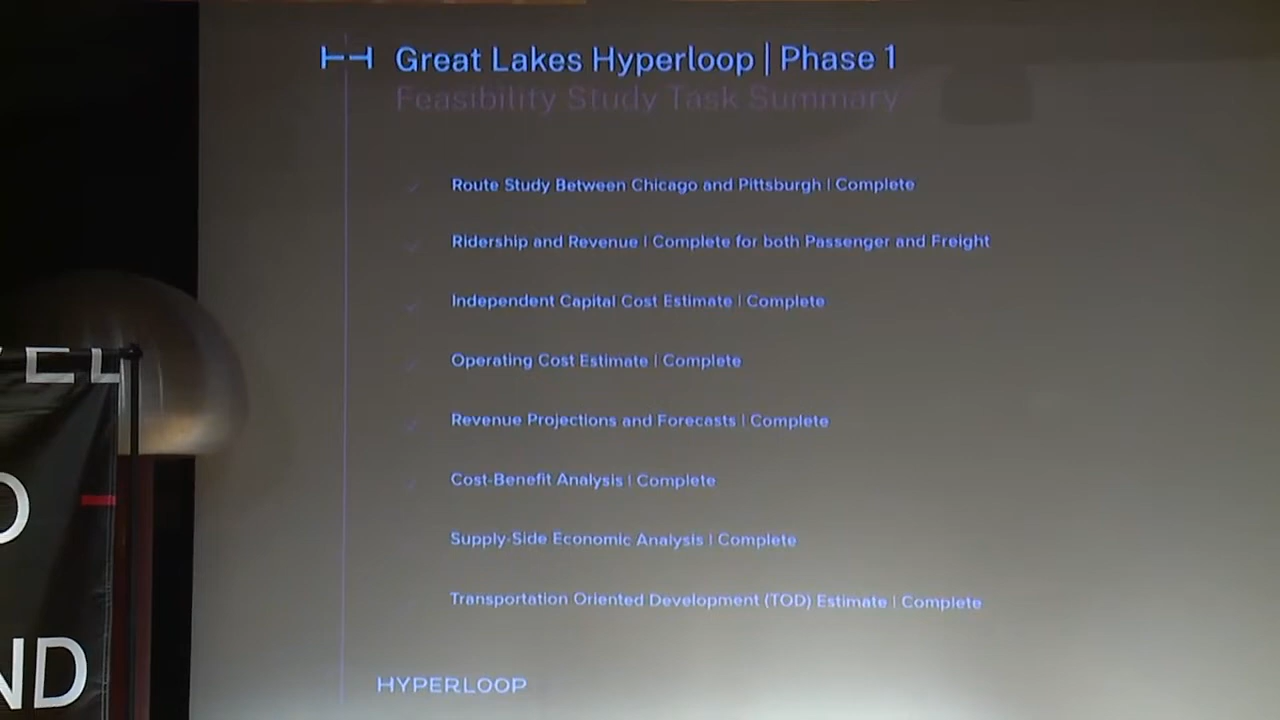 Great Lakes Hyperloop | Phase 1
Feasibility Study Task Summary
Route Study Between Chicago and Pittsburgh | Complete
Ridership and Revenue | Complete for both Passenger and Freight
Independent Capital Cost Estimate | Complete
Operating Cost Estimate | Complete
Revenue Projections and Forecasts | Complete
Cost-Benefit Analysis | Complete
Supply-Side Economic Analysis | Complete
Transportation Oriented Development (TOD) Estimate | Complete
HYPERLOOP
ND